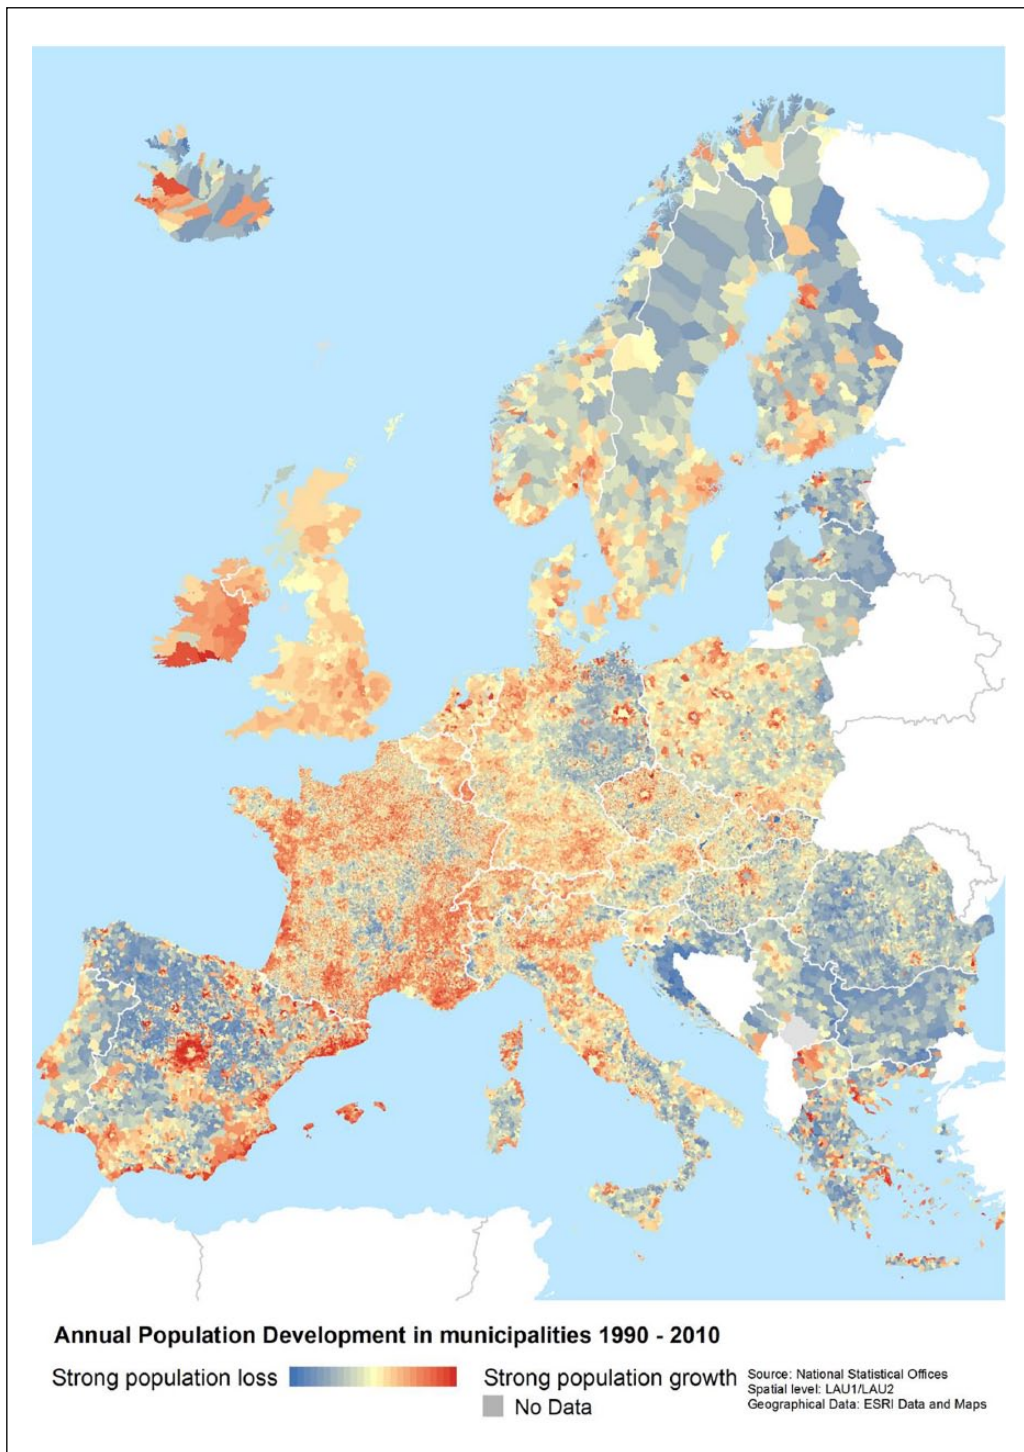 Annual Population Development in municipalities 1990 - 2010
Strong population loss
Strong population growth
No Data
Source: National Statistical Offices
Spatial level: LAU1/LAU2
Geographical Data: ESRI Data and Maps